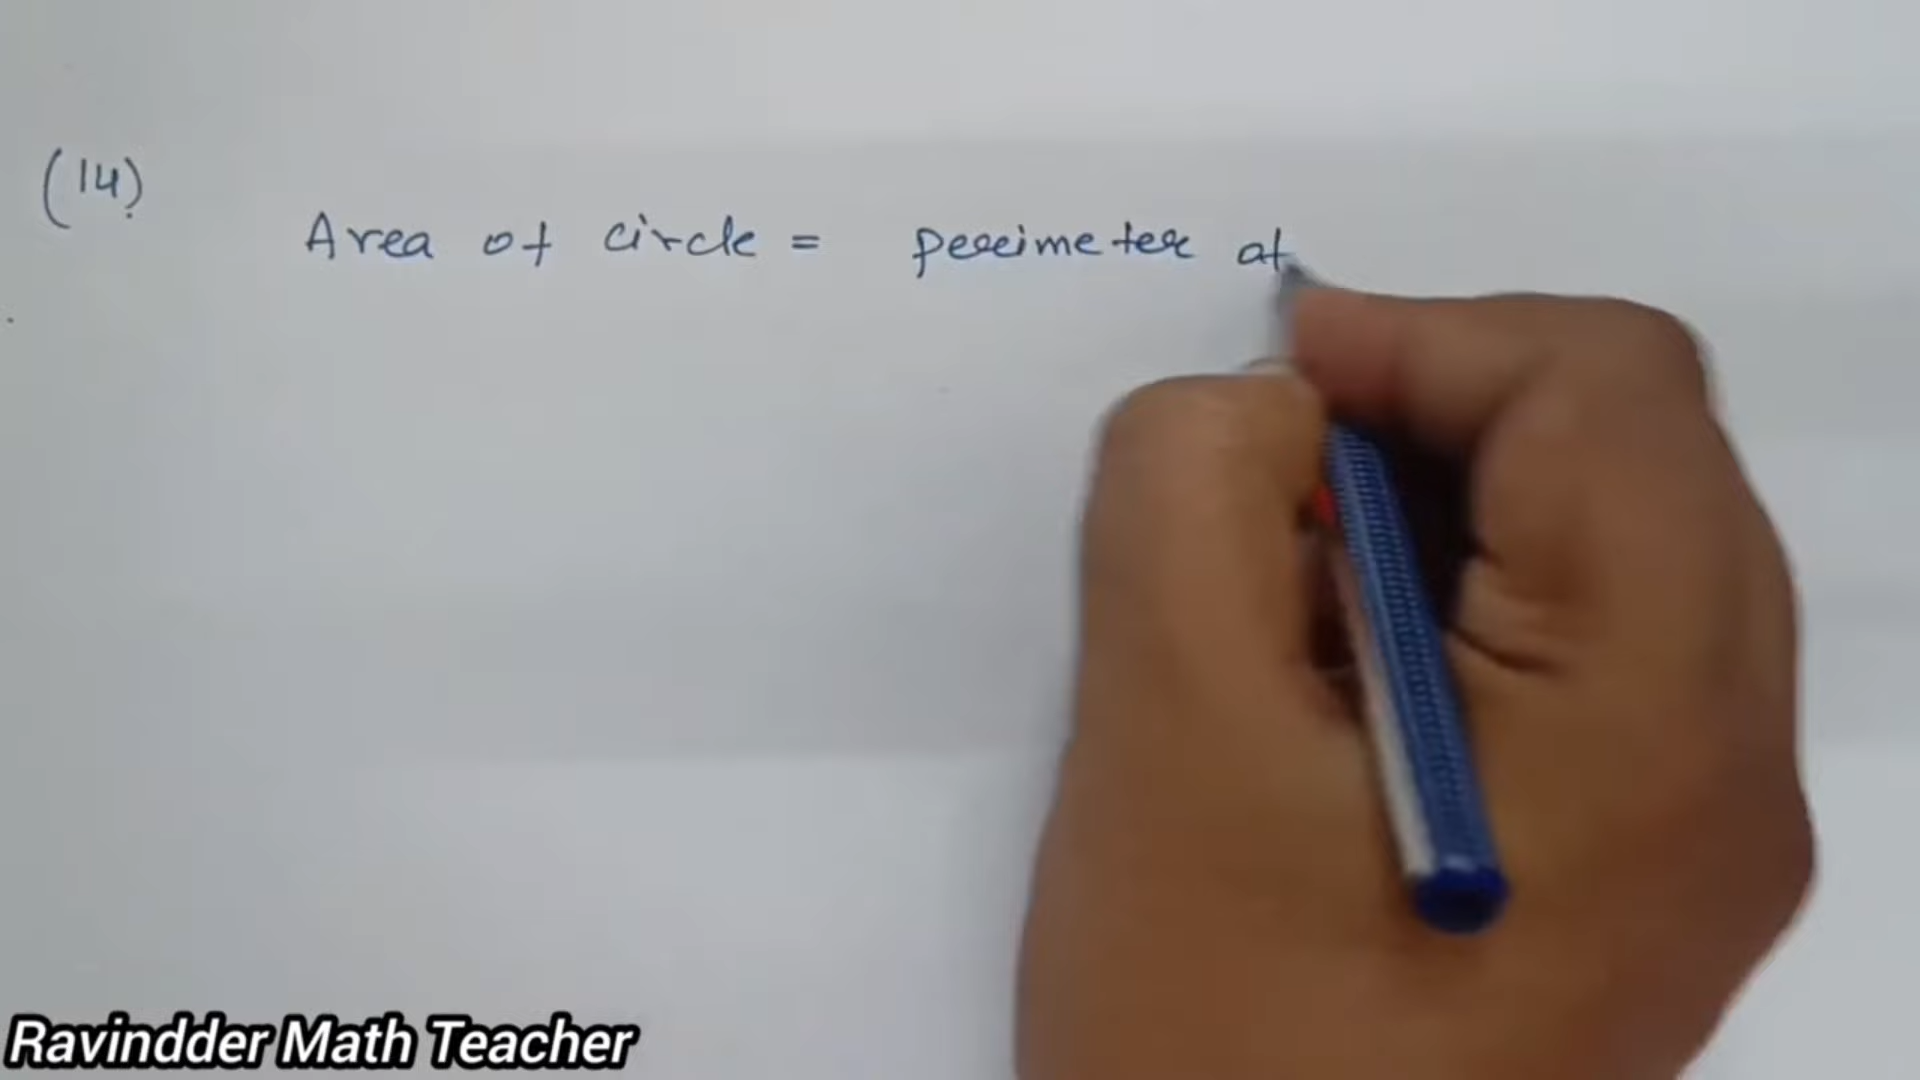 (14)
Area of circle = perimeter of
Ravindder Math Teacher